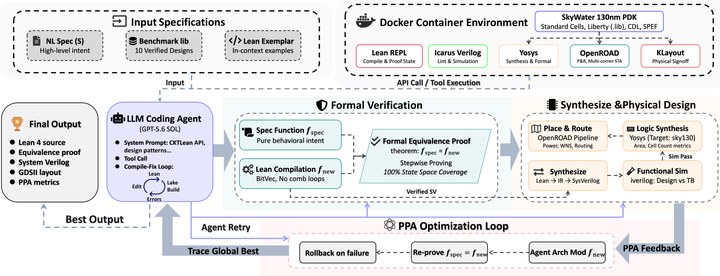 Input Specifications
NL Spec (S)
High-level intent
Benchmark lib
10 Verified Designs
Lean Exemplar
In-context examples
Docker Container Environment
SkyWater 130nm PDK
Standard Cells, Liberty (.lib), CDL, SPEF
Lean REPL
Compile & Proof State
Icarus Verilog
Lint & Simulation
Yosys
Synthesis & Formal
OpenROAD
P&R, Multi-corner STA
KLayout
Physical Signoff
Input
API Call / Tool Execution
Final Output
• Lean 4 source
• Equivalence proof
• System Verilog
• GDSII layout
• PPA metrics
LLM Coding Agent
(GPT-5.6 SOL)
• System Prompt: CKTLean API,
design patterns...
• Tool Call
• Compile-Fix Loop:
Lean
Edit
Lake
Build
Errors
Formal Verification
Spec Function fspec
Pure behavioral intent
Lean Compilation fnew
BitVec, No comb loops
Formal Equivalence Proof
theorem: fspec = fnew
Stepwise Proving
100% State Space Coverage
Verified SV
Synthesize &Physical Design
Place & Route
OpenROAD Pipeline
Power, WNS, Routing
Logic Synthesis
Yosys (Target: sky130)
Area, Cell Count metrics
Sim Pass
Synthesize
Lean → IR → SysVerilog
Functional Sim
iverilog: Design vs TB
Best Output
Agent Retry
Trace Global Best
PPA Optimization Loop
Rollback on failure
Re-prove fspec = fnew
Agent Arch Mod fnew
PPA Feedback